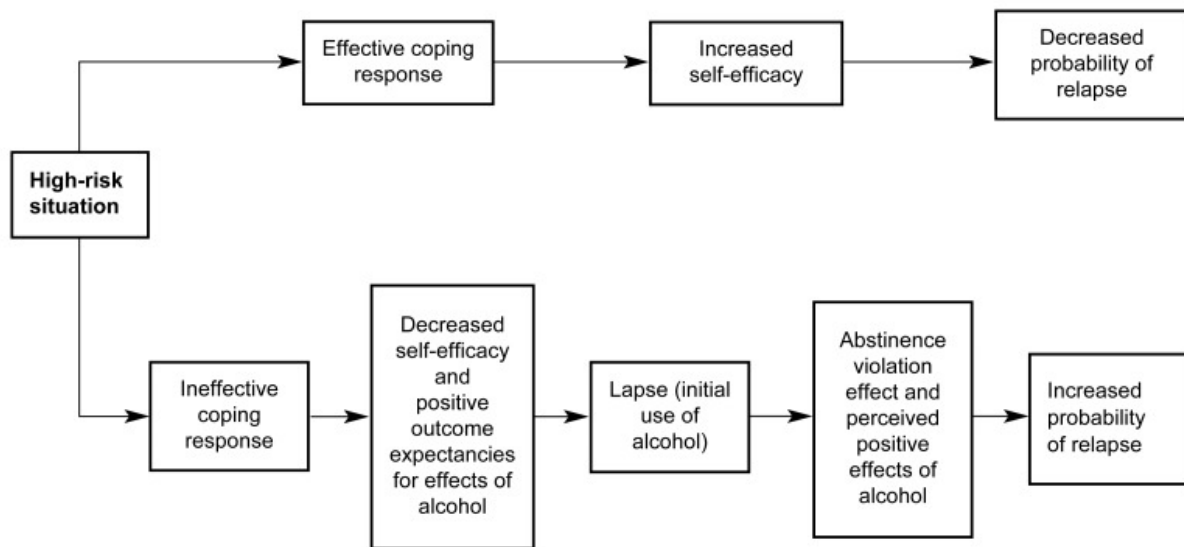 Effective coping
response
Increased
self-efficacy
Decreased
probability of
relapse
High-risk
situation
Ineffective
coping
response
Decreased
self-efficacy
and
positive
outcome
expectancies
for effects of
alcohol
Lapse (initial
use of
alcohol)
Abstinence
violation
effect and
perceived
positive
effects of
alcohol
Increased
probability
of relapse